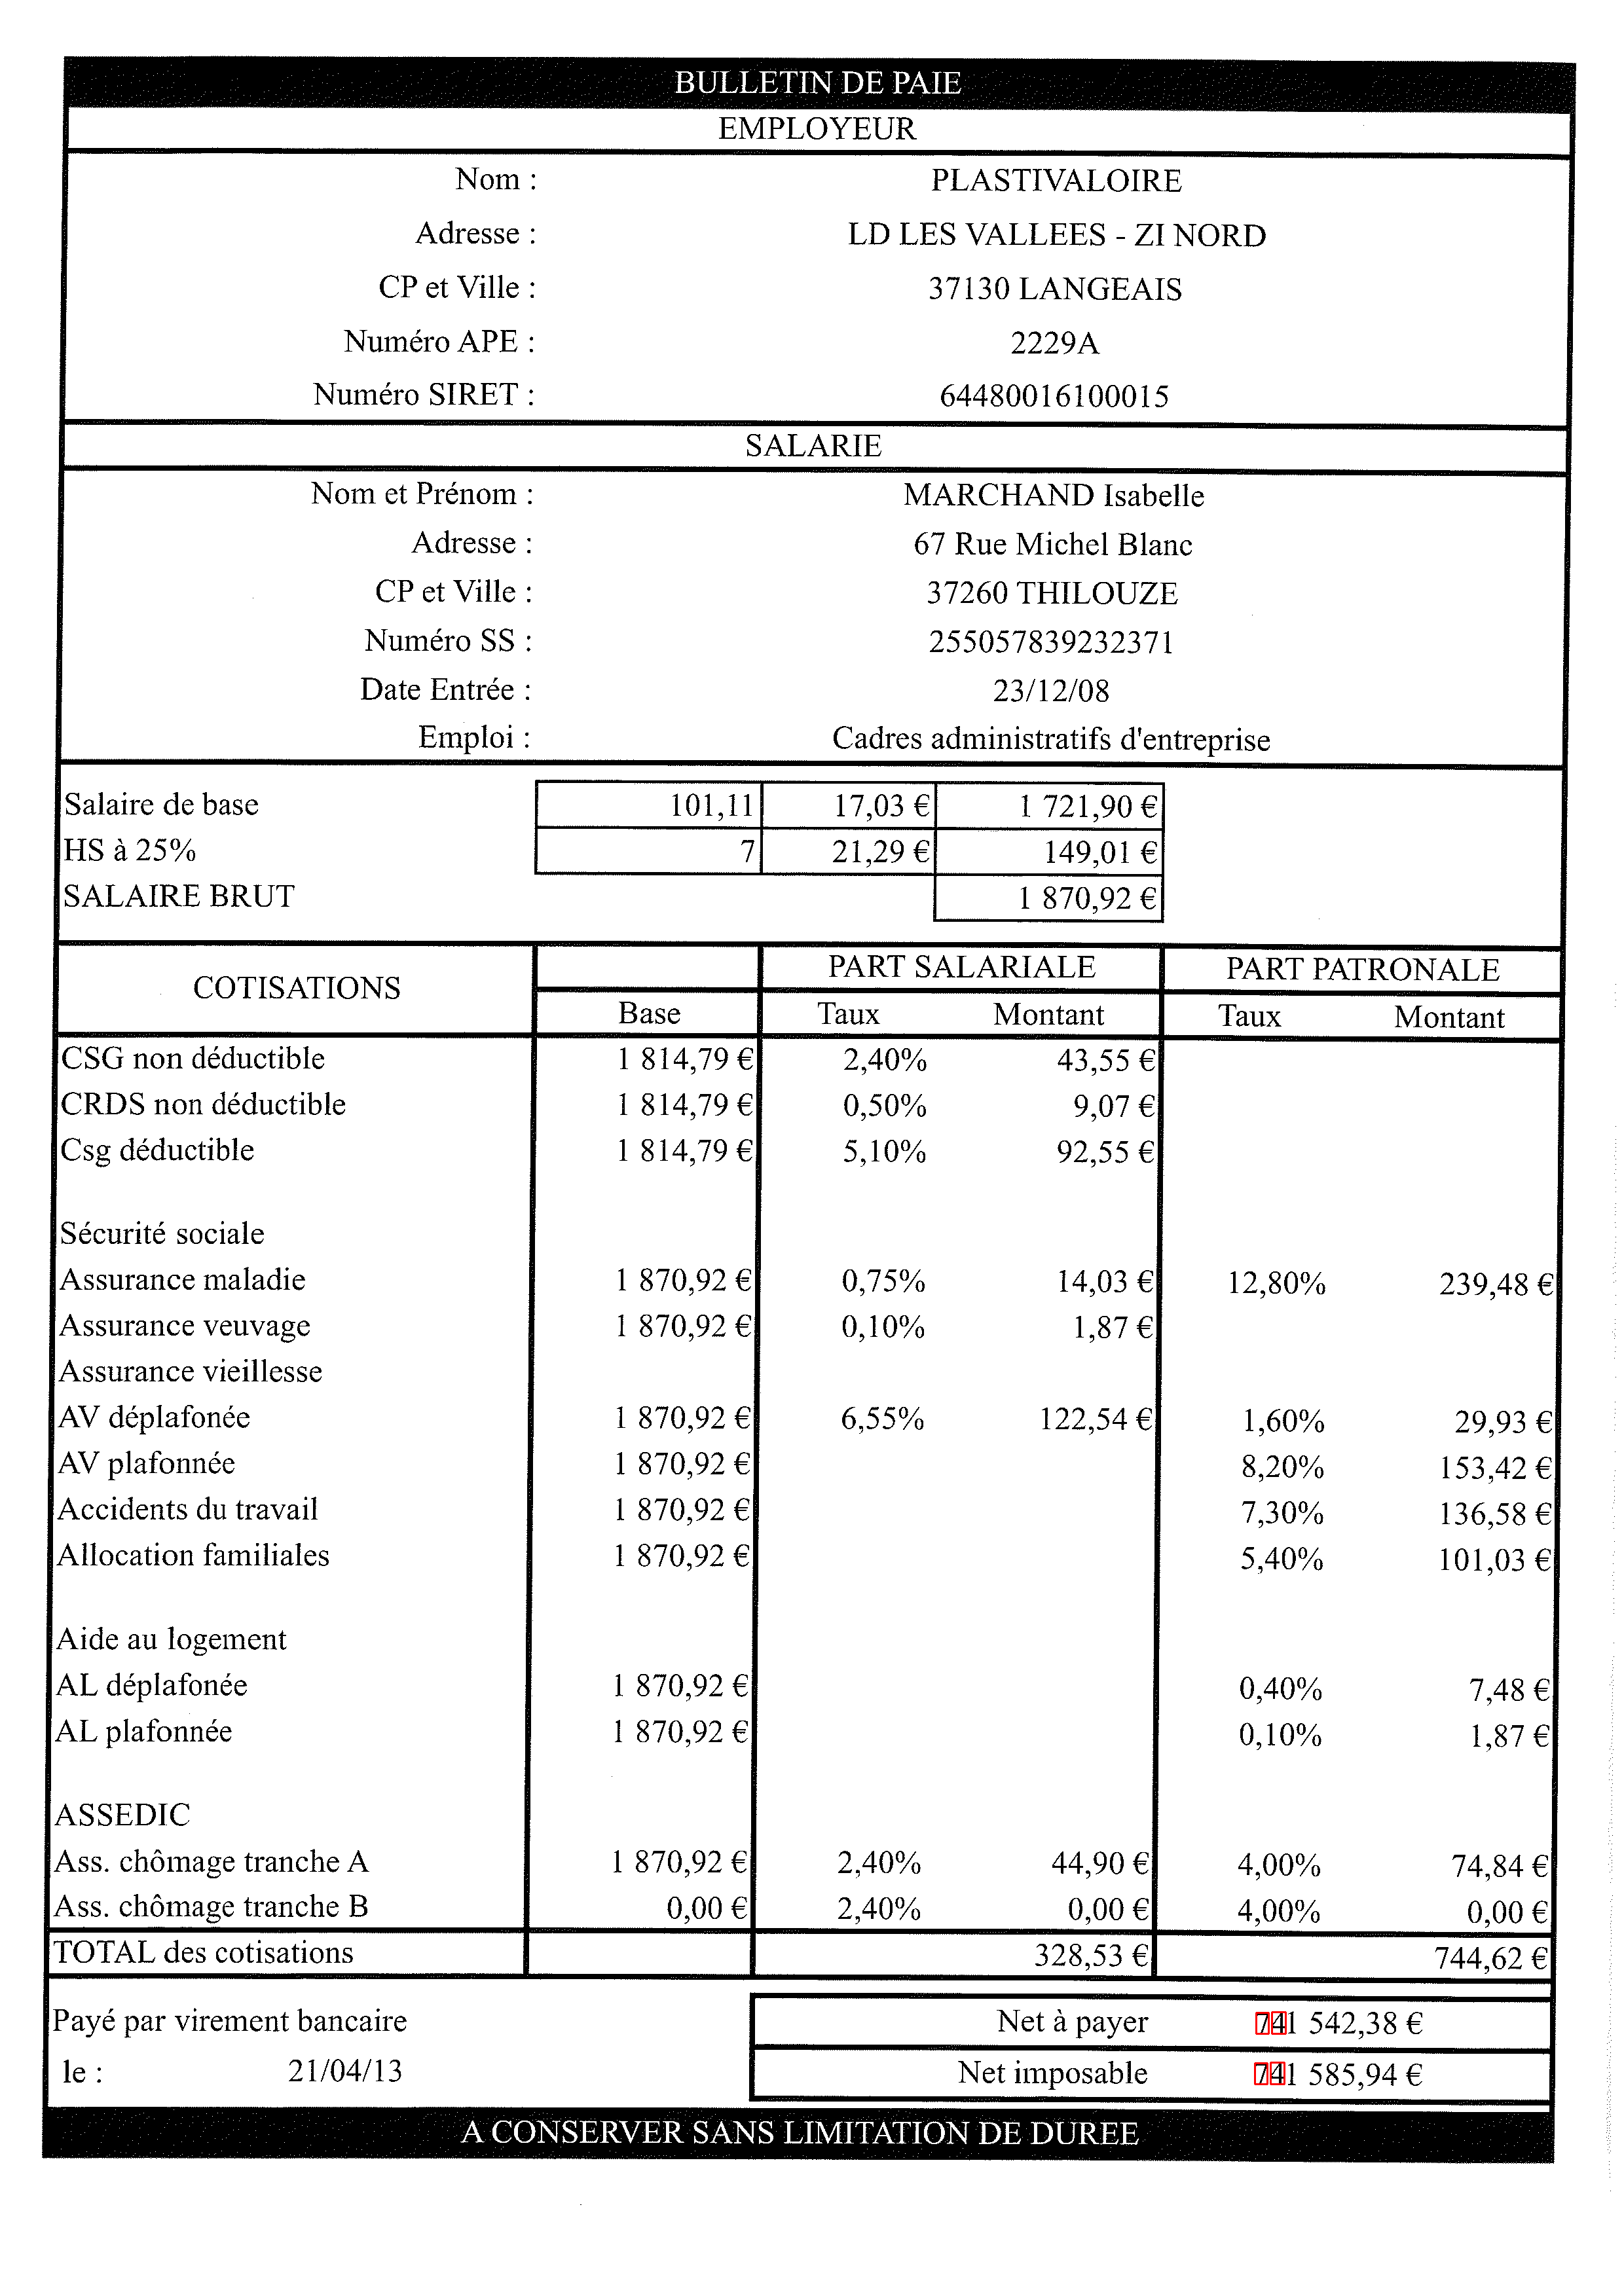 BULLETIN DE PAIE
EMPLOYEUR
Nom : PLASTIVALOIRE
Adresse : LD LES VALLEES - ZI NORD
CP et Ville : 37130 LANGEAIS
Numéro APE : 2229A
Numéro SIRET : 64480016100015
SALARIE
Nom et Prénom : MARCHAND Isabelle
Adresse : 67 Rue Michel Blanc
CP et Ville : 37260 THILOUZE
Numéro SS : 255057839232371
Date Entrée : 23/12/08
Emploi : Cadres administratifs d'entreprise
Salaire de base 101,11 17,03 € 1 721,90 €
HS à 25% 7 21,29 € 149,01 €
SALAIRE BRUT 1 870,92 €
COTISATIONS PART SALARIALE PART PATRONALE
Base Taux Montant Taux Montant
CSG non déductible 1 814,79 € 2,40% 43,55 €
CRDS non déductible 1 814,79 € 0,50% 9,07 €
Csg déductible 1 814,79 € 5,10% 92,55 €
Sécurité sociale
Assurance maladie 1 870,92 € 0,75% 14,03 € 12,80% 239,48 €
Assurance veuvage 1 870,92 € 0,10% 1,87 €
Assurance vieillesse
AV déplafonée 1 870,92 € 6,55% 122,54 € 1,60% 29,93 €
AV plafonnée 1 870,92 € 8,20% 153,42 €
Accidents du travail 1 870,92 € 7,30% 136,58 €
Allocation familiales 1 870,92 € 5,40% 101,03 €
Aide au logement
AL déplafonée 1 870,92 € 0,40% 7,48 €
AL plafonnée 1 870,92 € 0,10% 1,87 €
ASSEDIC
Ass. chômage tranche A 1 870,92 € 2,40% 44,90 € 4,00% 74,84 €
Ass. chômage tranche B 0,00 € 2,40% 0,00 € 4,00% 0,00 €
TOTAL des cotisations 328,53 € 744,62 €
Payé par virement bancaire Net à payer 741 542,38 €
le : 21/04/13 Net imposable 741 585,94 €
A CONSERVER SANS LIMITATION DE DUREE